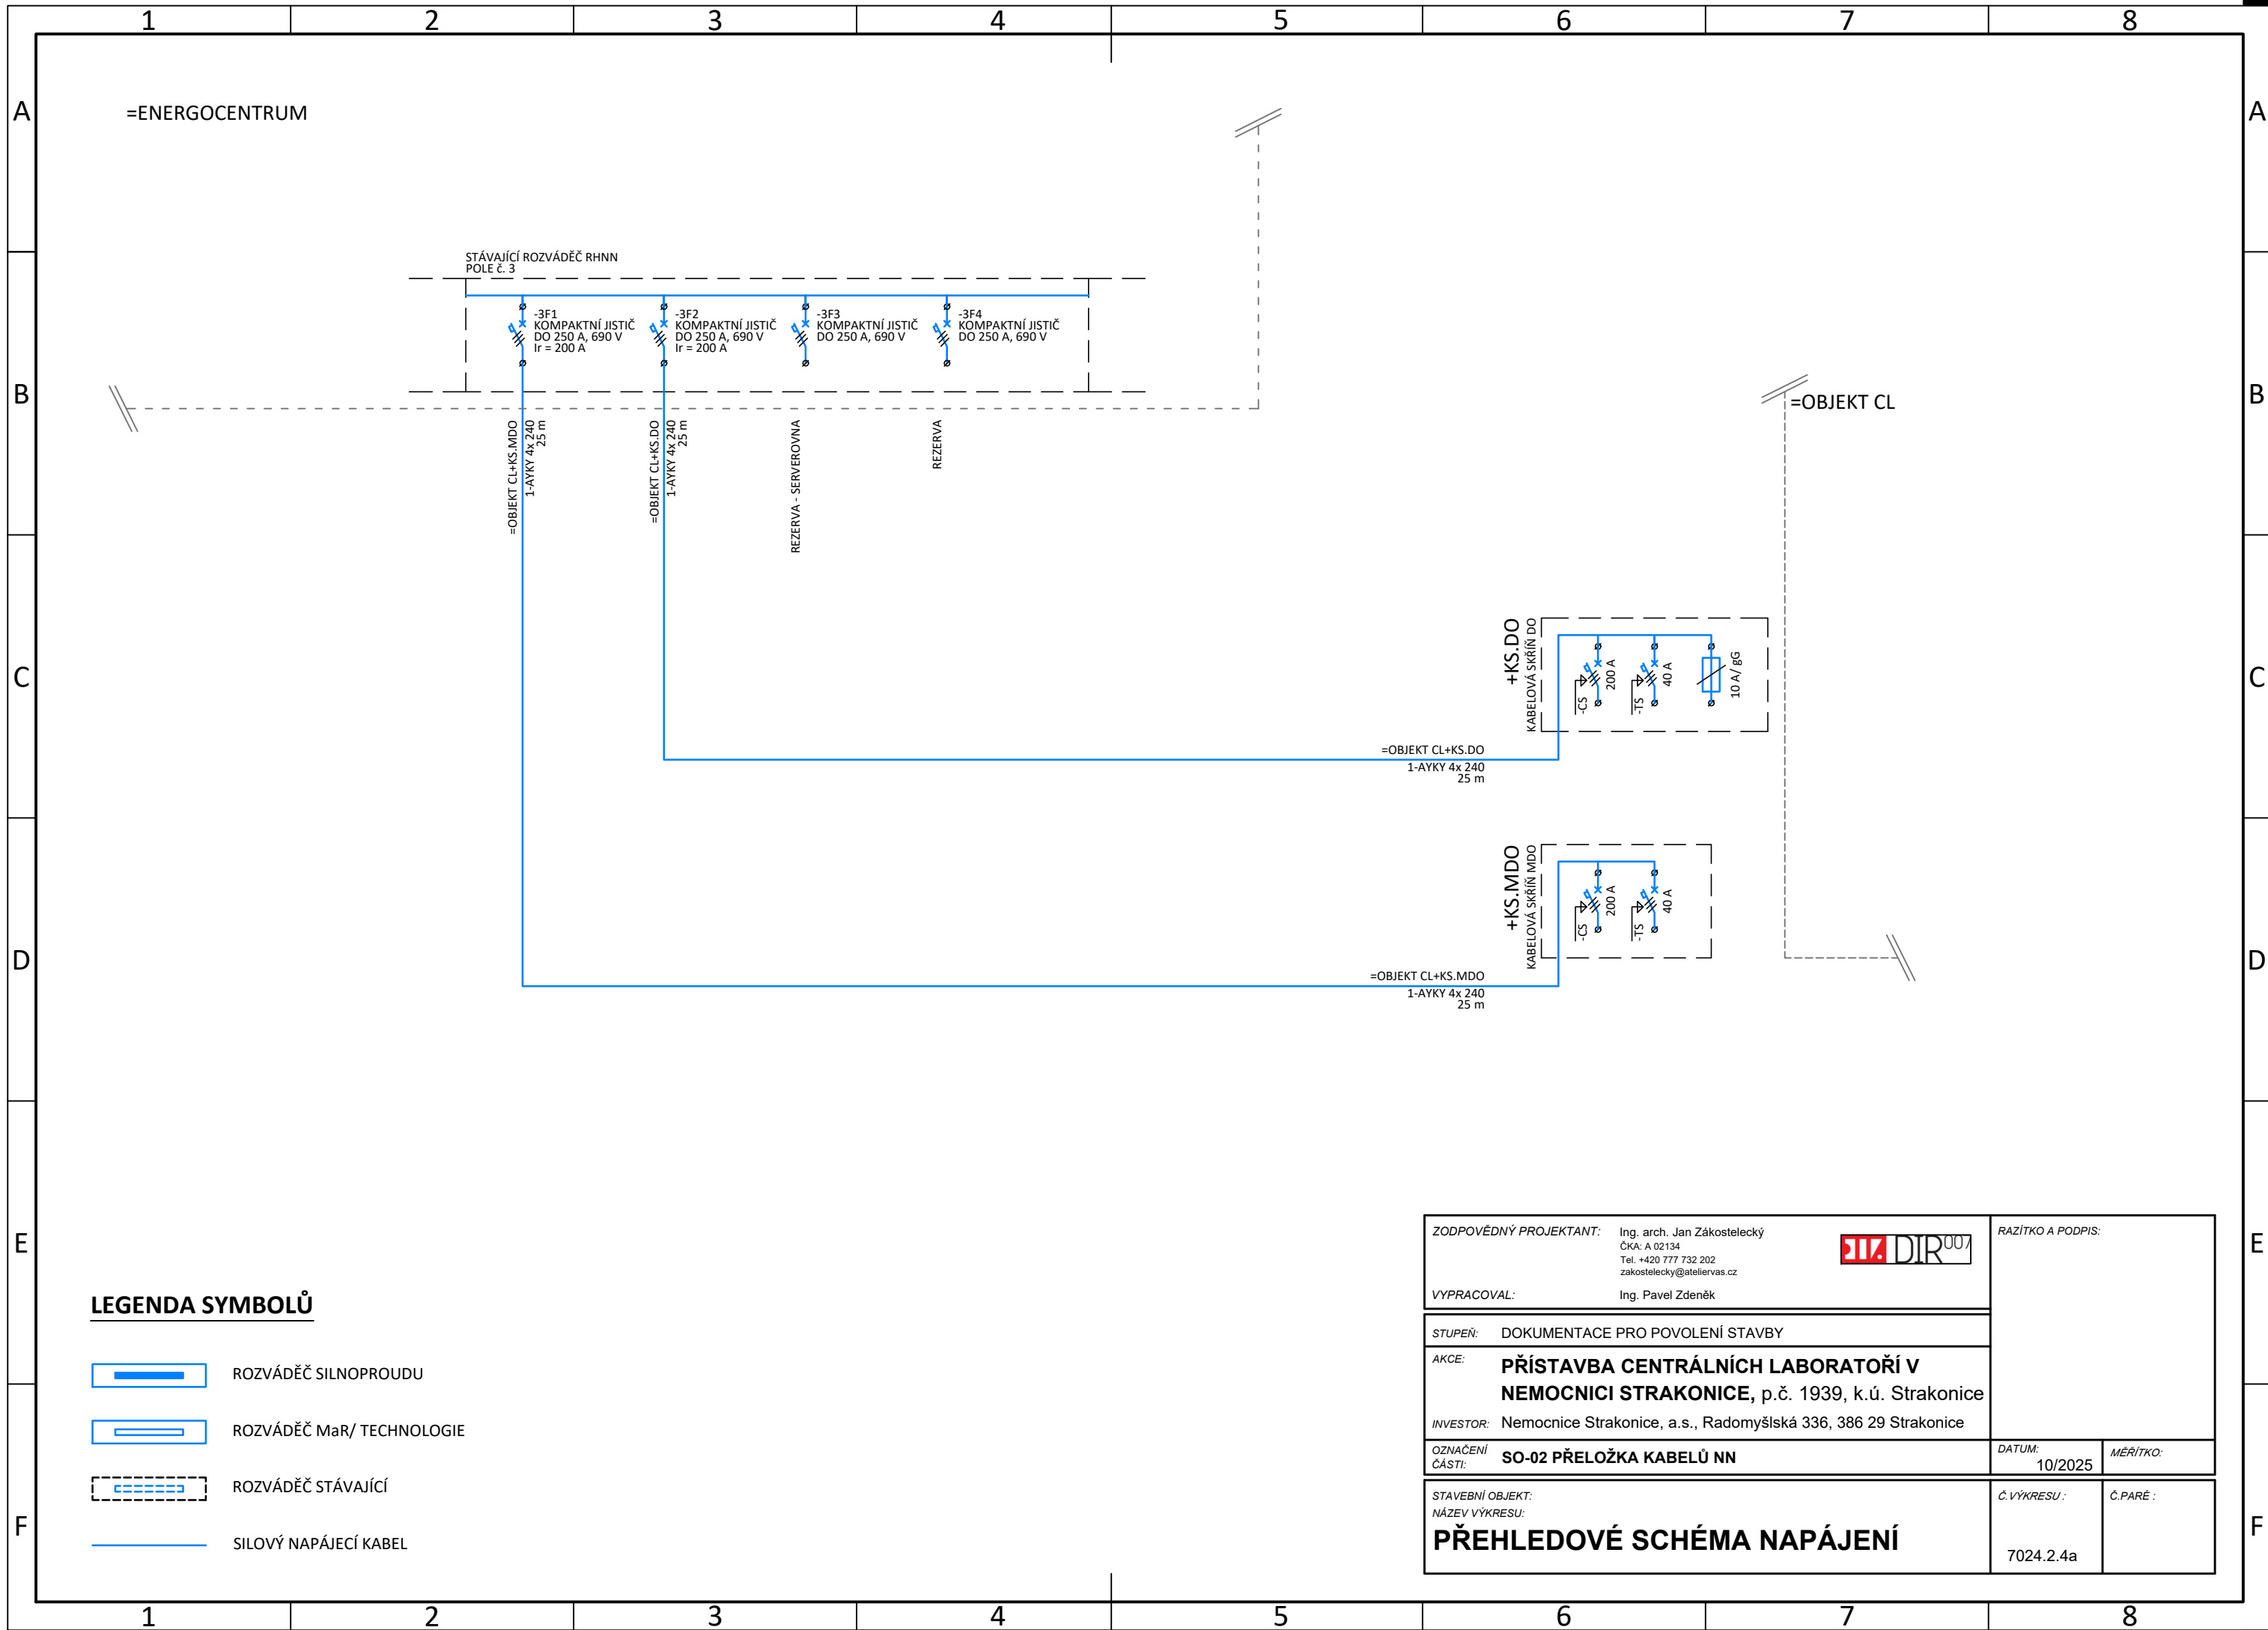 1 2 3 4 5 6 7 8
A
A
=ENERGOCENTRUM
STÁVAJÍCÍ ROZVÁDĚČ RHNN
POLE č. 3
-3F1
KOMPAKTNÍ JISTIČ
DO 250 A, 690 V
Ir = 200 A
-3F2
KOMPAKTNÍ JISTIČ
DO 250 A, 690 V
Ir = 200 A
-3F3
KOMPAKTNÍ JISTIČ
DO 250 A, 690 V
-3F4
KOMPAKTNÍ JISTIČ
DO 250 A, 690 V
B
B
=OBJEKT CL
=OBJEKT CL+KS.MDO
1-AYKY 4x 240
25 m
=OBJEKT CL+KS.DO
1-AYKY 4x 240
25 m
REZERVA - SERVEROVNA
REZERVA
C
C
+KS.DO
KABELOVÁ SKŘÍŇ DO
-CS
200 A
-TS
40 A
10 A/ gG
=OBJEKT CL+KS.DO
1-AYKY 4x 240
25 m
D
D
+KS.MDO
KABELOVÁ SKŘÍŇ MDO
-CS
200 A
-TS
40 A
=OBJEKT CL+KS.MDO
1-AYKY 4x 240
25 m
E
E
LEGENDA SYMBOLŮ
ROZVÁDĚČ SILNOPROUDU
ROZVÁDĚČ MaR/ TECHNOLOGIE
ROZVÁDĚČ STÁVAJÍCÍ
SILOVÝ NAPÁJECÍ KABEL
F
F
ZODPOVĚDNÝ PROJEKTANT: Ing. arch. Jan Zákostelecký
ČKA: A 02134
Tel. +420 777 732 202
zakostelecky@ateliervas.cz
DIR007
RAZÍTKO A PODPIS:
VYPRACOVAL: Ing. Pavel Zdeněk
STUPEŇ: DOKUMENTACE PRO POVOLENÍ STAVBY
AKCE: PŘÍSTAVBA CENTRÁLNÍCH LABORATOŘÍ V
NEMOCNICI STRAKONICE, p.č. 1939, k.ú. Strakonice
INVESTOR: Nemocnice Strakonice, a.s., Radomyšlská 336, 386 29 Strakonice
OZNAČENÍ
ČÁSTI: SO-02 PŘELOŽKA KABELŮ NN
DATUM:
10/2025
MĚŘÍTKO:
STAVEBNÍ OBJEKT:
NÁZEV VÝKRESU:
PŘEHLEDOVÉ SCHÉMA NAPÁJENÍ
Č.VÝKRESU :
7024.2.4a
Č.PARÉ :
1 2 3 4 5 6 7 8